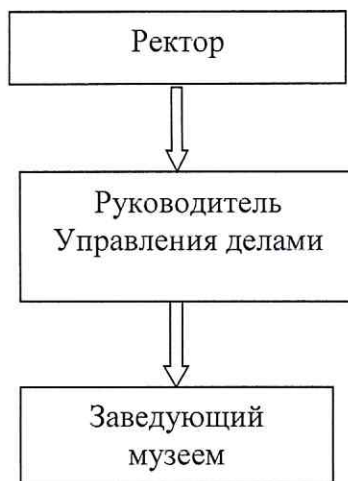 Ректор
Руководитель
Управления делами
Заведующий
музеем